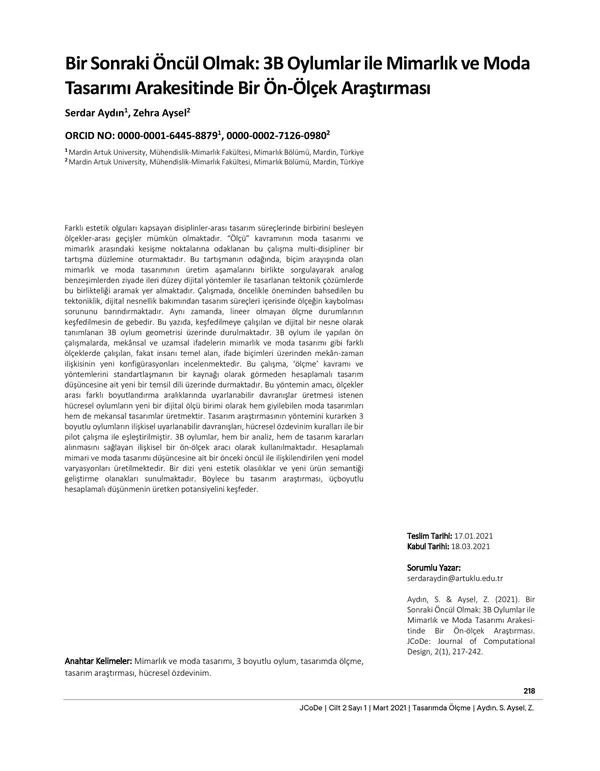 Bir Sonraki Öncül Olmak: 3B Oylumlar ile Mimarlık ve Moda
Tasarımı Arakesitinde Bir Ön-Ölçek Araştırması
Serdar Aydın¹, Zehra Aysel²
ORCID NO: 0000-0001-6445-8879¹, 0000-0002-7126-0980²
¹ Mardin Artuk University, Mühendislik-Mimarlık Fakültesi, Mimarlık Bölümü, Mardin, Türkiye
² Mardin Artuk University, Mühendislik-Mimarlık Fakültesi, Mimarlık Bölümü, Mardin, Türkiye
Farklı estetik olguları kapsayan disiplinler-arası tasarım süreçlerinde birbirini besleyen
ölçekler-arası geçişler mümkün olmaktadır. “Ölçü” kavramının moda tasarımı ve
mimarlık arasındaki kesişme noktalarına odaklanan bu çalışma multi-disipliner bir
tartışma düzlemine oturmaktadır. Bu tartışmanın odağında, biçim arayışında olan
mimarlık ve moda tasarımının üretim aşamalarını birlikte sorgulayarak analog
benzeşimlerden ziyade ileri düzey dijital yöntemler ile tasarlanan tektonik çözümlerde
bu birlikteliği aramak yer almaktadır. Çalışmada, öncelikle öneminden bahsedilen bu
tektoniklik, dijital nesnellik bakımından tasarım süreçleri içerisinde ölçeğin kaybolması
sorununu barındırmaktadır. Aynı zamanda, lineer olmayan ölçme durumlarının
keşfedilmesin de gebedir. Bu yazıda, keşfedilmeye çalışılan ve dijital bir nesne olarak
tanımlanan 3B oylum geometrisi üzerinde durulmaktadır. 3B oylum ile yapılan ön
çalışmalarda, mekânsal ve uzamsal ifadelerin mimarlık ve moda tasarımı gibi farklı
ölçeklerde çalışılan, fakat insanı temel alan, ifade biçimleri üzerinden mekân-zaman
ilişkisinin yeni konfigürasyonları incelenmektedir. Bu çalışma, ‘ölçme’ kavramı ve
yöntemlerini standartlaşmanın bir kaynağı olarak görmeden hesaplamalı tasarım
düşüncesine ait yeni bir temsil dili üzerinde durmaktadır. Bu yöntemin amacı, ölçekler
arası farklı boyutlandırma aralıklarında uyarlanabilir davranışlar üretmesi istenen
hücresel oylumların yeni bir dijital ölçü birimi olarak hem giyilebilen moda tasarımları
hem de mekansal tasarımlar üretmektir. Tasarım araştırmasının yöntemini kurarken 3
boyutlu oylumların ilişkisel uyarlanabilir davranışları, hücresel özdevinim kuralları ile bir
pilot çalışma ile eşleştirilmiştir. 3B oylumlar, hem bir analiz, hem de tasarım kararları
alınmasını sağlayan ilişkisel bir ön-ölçek aracı olarak kullanılmaktadır. Hesaplamalı
mimari ve moda tasarımı düşüncesine ait bir önceki öncül ile ilişkilendirilen yeni model
varyasyonları üretilmektedir. Bir dizi yeni estetik olasılıklar ve yeni ürün semantiği
geliştirme olanakları sunulmaktadır. Böylece bu tasarım araştırması, üçboyutlu
hesaplamalı düşünmenin üretken potansiyelini keşfeder.
Teslim Tarihi: 17.01.2021
Kabul Tarihi: 18.03.2021
Sorumlu Yazar:
serdaraydin@artuklu.edu.tr
Aydın, S. & Aysel, Z. (2021). Bir
Sonraki Öncül Olmak: 3B Oylumlar ile
Mimarlık ve Moda Tasarımı Arakesi-
tinde Bir Ön-ölçek Araştırması.
JCoDe: Journal of Computational
Design, 2(1), 217-242.
Anahtar Kelimeler: Mimarlık ve moda tasarımı, 3 boyutlu oylum, tasarımda ölçme,
tasarım araştırması, hücresel özdevinim.
218
JCoDe | Cilt 2 Sayı 1 | Mart 2021 | Tasarımda Ölçme | Aydın, S. Aysel, Z.